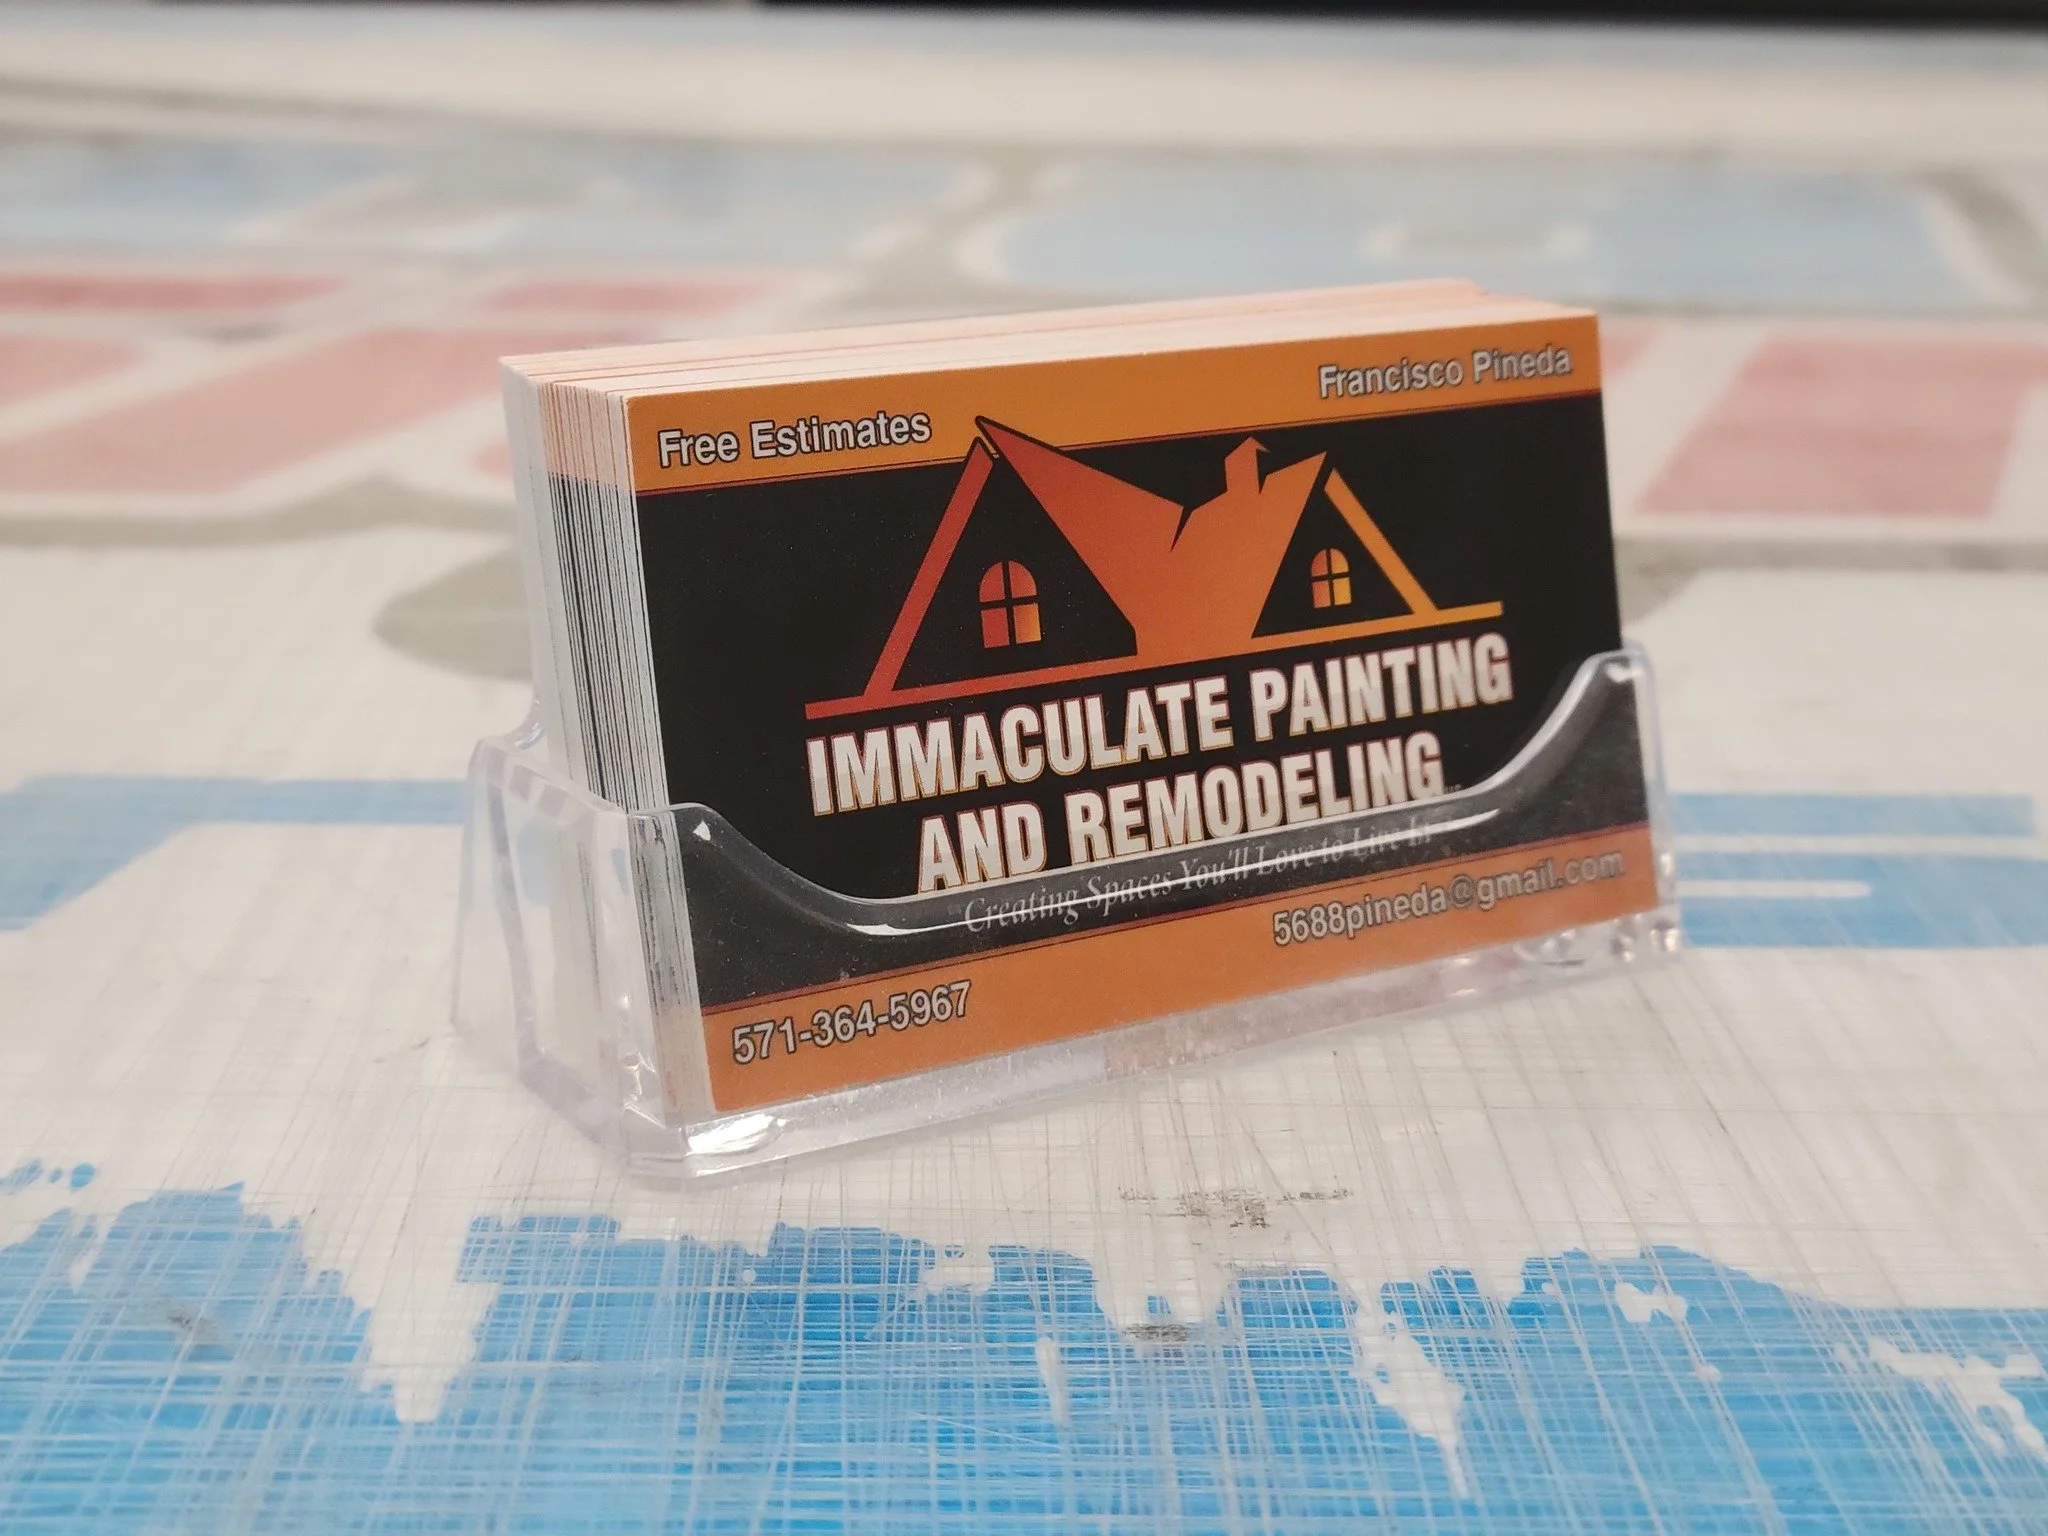 Free Estimates
Francisco Pineda
IMMACULATE PAINTING
AND REMODELING
Creating Spaces You'll Love to Live In
5688pineda@gmail.com
571-364-5967